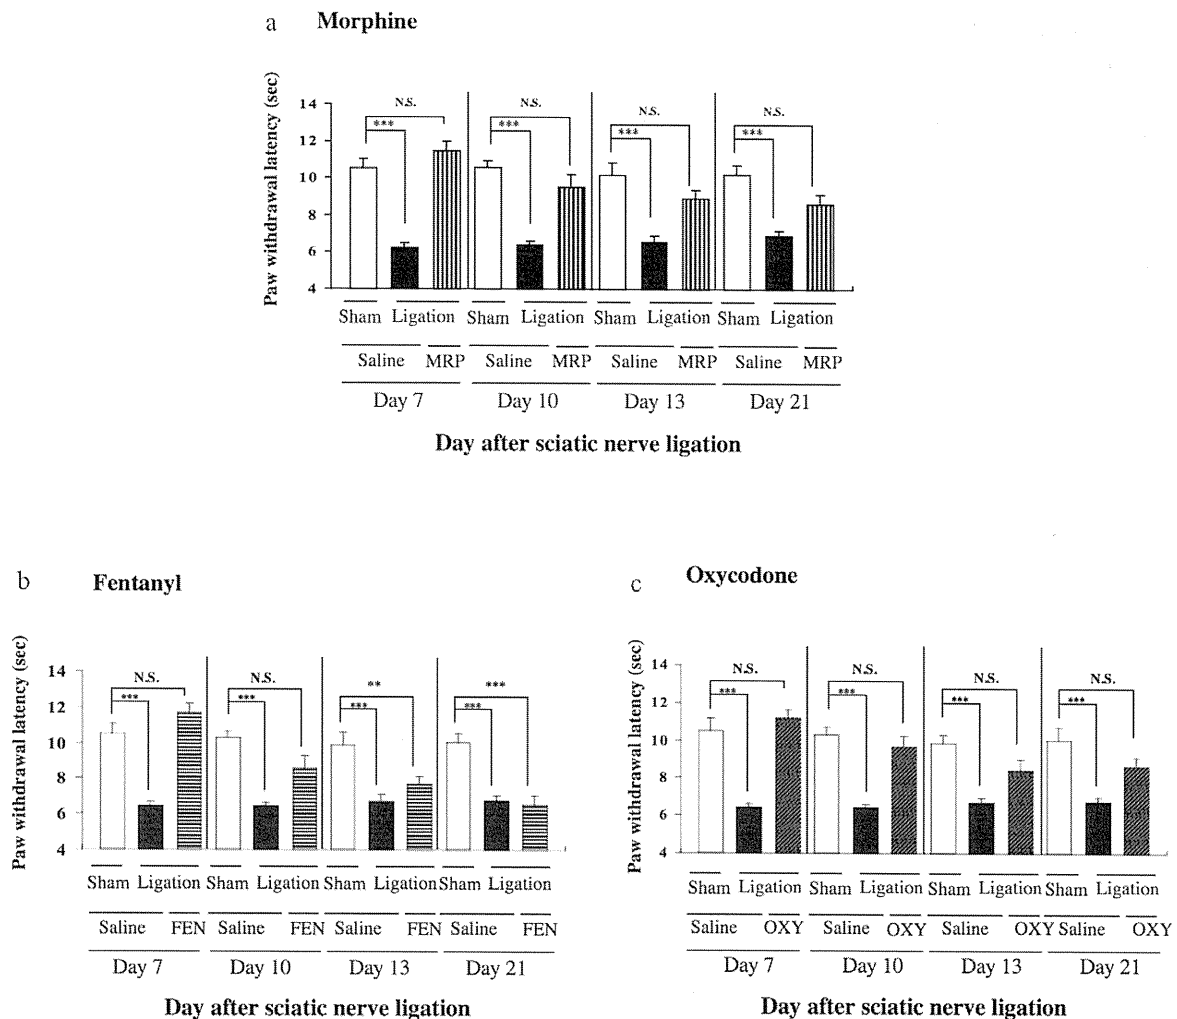 a Morphine
Paw withdrawal latency (sec)
14
12
10
8
6
4
N.S. N.S. N.S. N.S.
*** *** *** ***
Sham Ligation Sham Ligation Sham Ligation Sham Ligation
Saline MRP Saline MRP Saline MRP Saline MRP
Day 7 Day 10 Day 13 Day 21
Day after sciatic nerve ligation
b Fentanyl
Paw withdrawal latency (sec)
14
12
10
8
6
4
N.S. N.S. ** ***
*** *** *** ***
Sham Ligation Sham Ligation Sham Ligation Sham Ligation
Saline FEN Saline FEN Saline FEN Saline FEN
Day 7 Day 10 Day 13 Day 21
Day after sciatic nerve ligation
c Oxycodone
Paw withdrawal latency (sec)
14
12
10
8
6
4
N.S. N.S. N.S. N.S.
*** *** *** ***
Sham Ligation Sham Ligation Sham Ligation Sham Ligation
Saline OXY Saline OXY Saline OXY Saline OXY
Day 7 Day 10 Day 13 Day 21
Day after sciatic nerve ligation